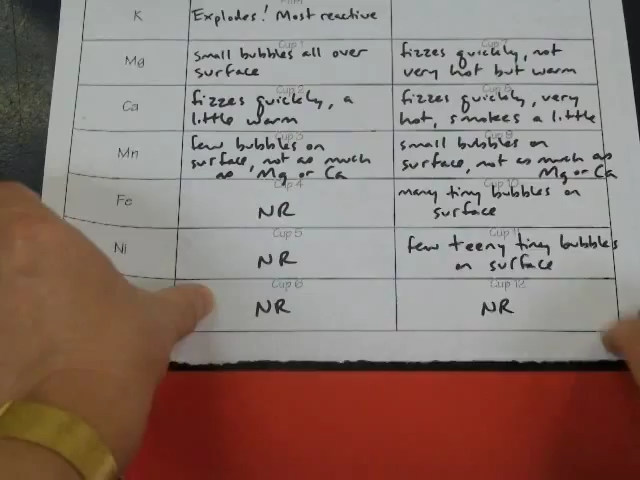 K
Explodes! Most reactive
Cup 1
Cup 7
Mg
small bubbles all over
surface
fizzes quickly, not
very hot but warm
Cup 2
Cup 8
Ca
fizzes quickly, a
little warm
fizzes quickly, very
hot, smokes a little
Cup 3
Cup 9
Mn
few bubbles on
surface, not as much
as Mg or Ca
small bubbles on
surface, not as much as
Mg or Ca
Cup 4
Cup 10
Fe
NR
many tiny bubbles on
surface
Cup 5
Cup 11
Ni
NR
few teeny tiny bubbles
on surface
Cup 6
Cup 12
NR
NR